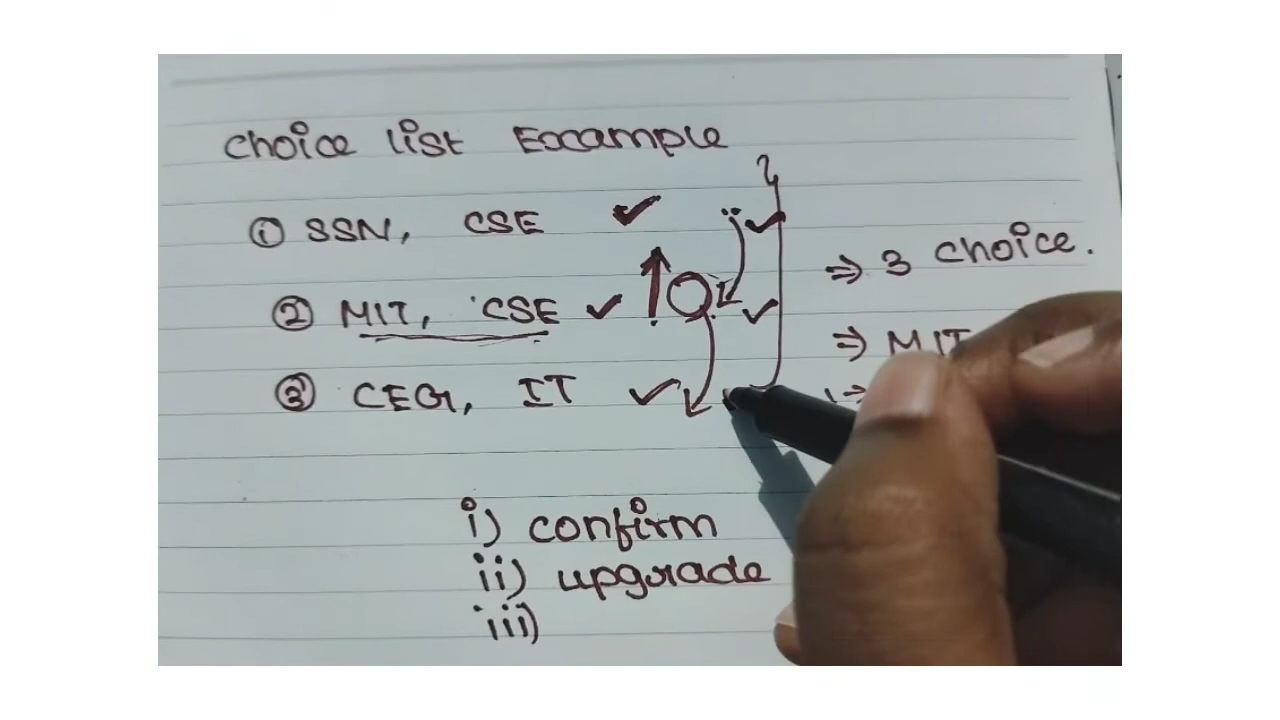 Choice list Example
① SSN, CSE ✓
② MIT, CSE ✓
③ CEG, IT ✓
⇒ 3 choice.
⇒ MIT
i) confirm
ii) upgrade
iii)